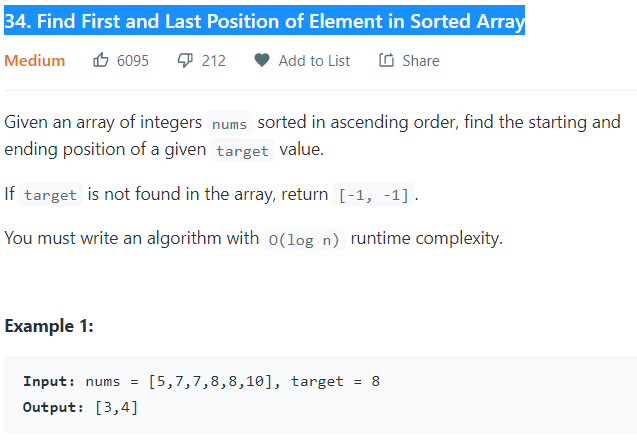 34. Find First and Last Position of Element in Sorted Array
Medium 6095 212 Add to List Share
Given an array of integers nums sorted in ascending order, find the starting and
ending position of a given target value.
If target is not found in the array, return [-1, -1].
You must write an algorithm with O(log n) runtime complexity.
Example 1:
Input: nums = [5,7,7,8,8,10], target = 8
Output: [3,4]